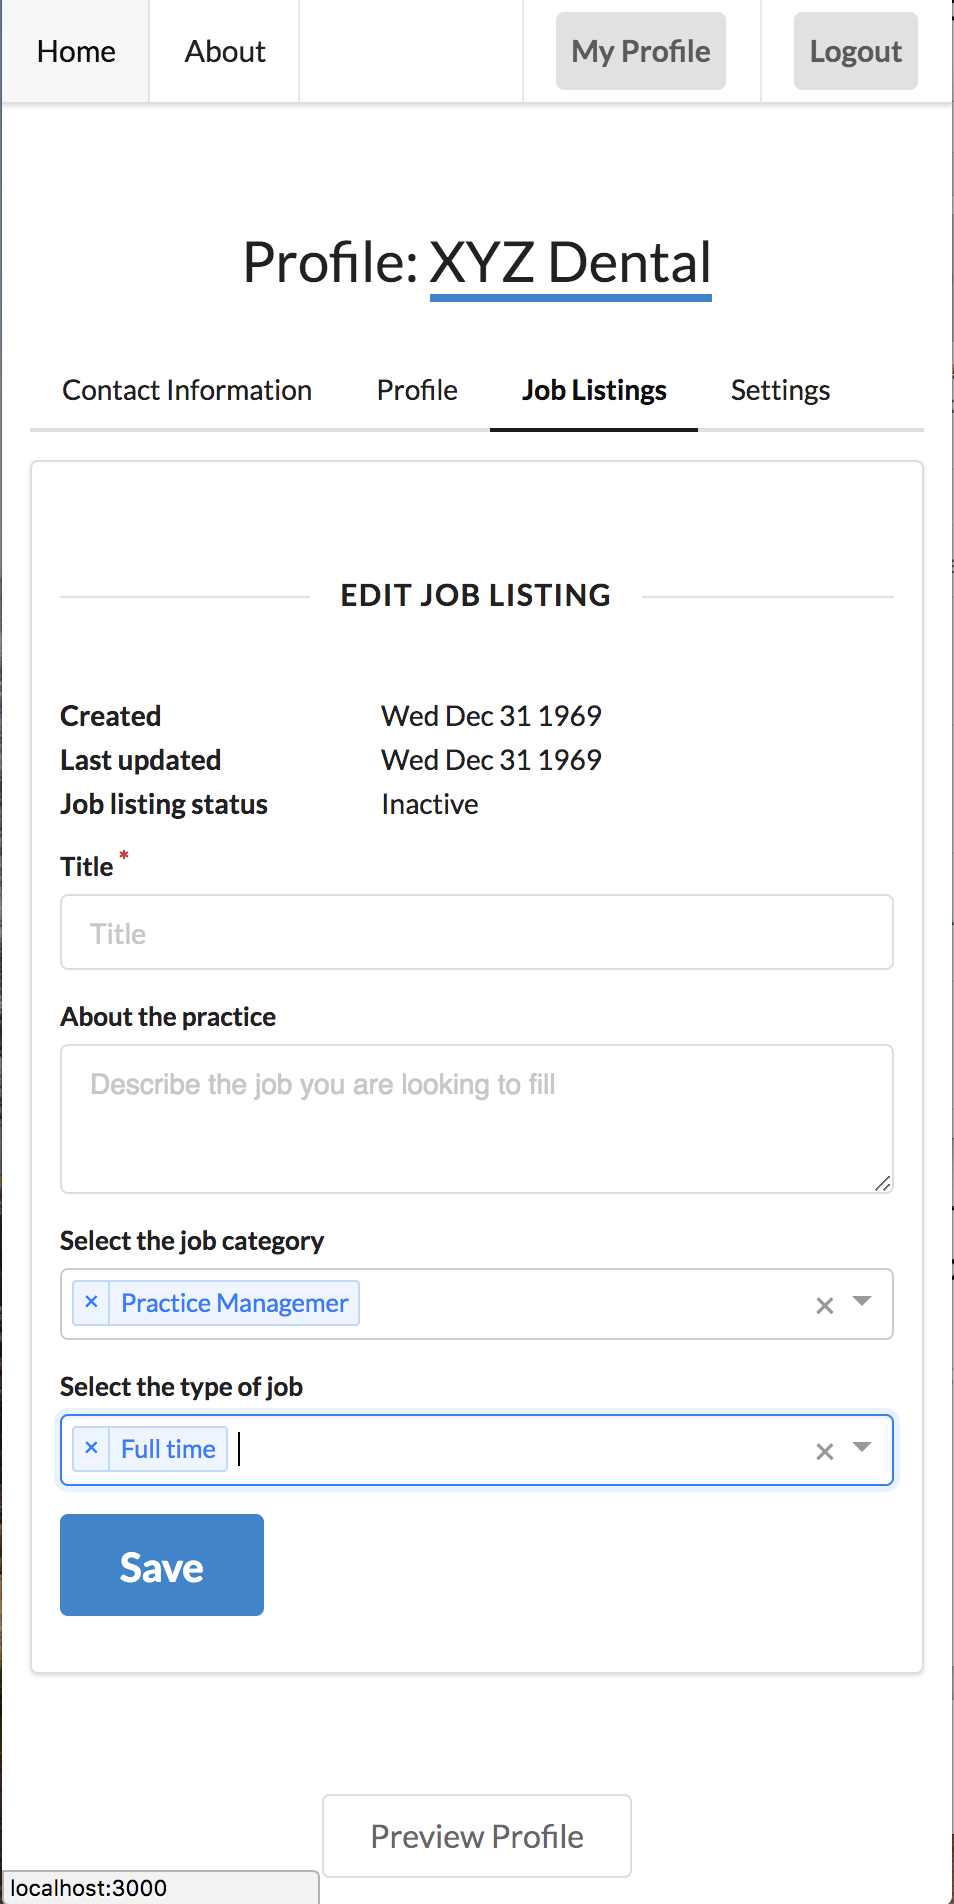 Home About My Profile Logout
Profile: XYZ Dental
Contact Information Profile Job Listings Settings
EDIT JOB LISTING
Created Wed Dec 31 1969
Last updated Wed Dec 31 1969
Job listing status Inactive
Title *
Title
About the practice
Describe the job you are looking to fill
Select the job category
× Practice Managemer ×
Select the type of job
× Full time ×
Save
Preview Profile
localhost:3000